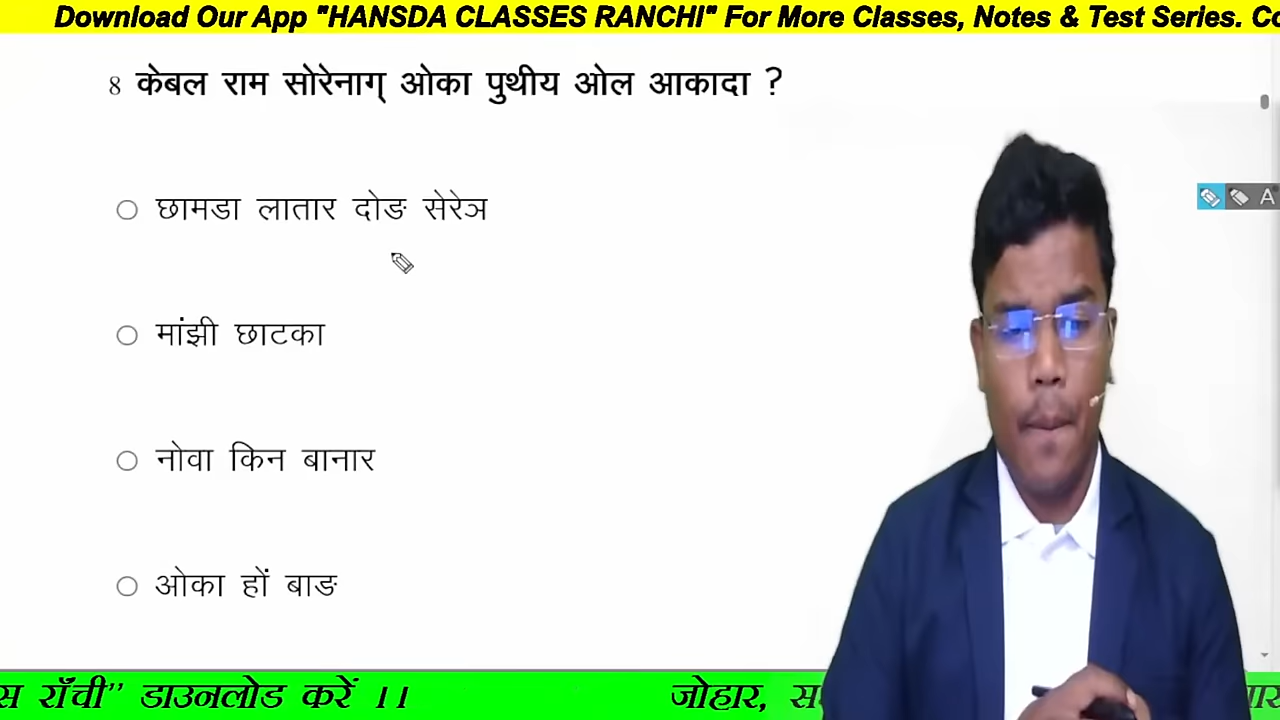 Download Our App "HANSDA CLASSES RANCHI" For More Classes, Notes & Test Series.
8 केबल राम सोरेनाग् ओका पुथीय ओल आकादा ?
छामडा लातार दोङ सेरेञ
A
मांझी छाटका
नोवा किन बानार
ओका हों बाङ
राँची” डाउनलोड करें ।। जोहार,